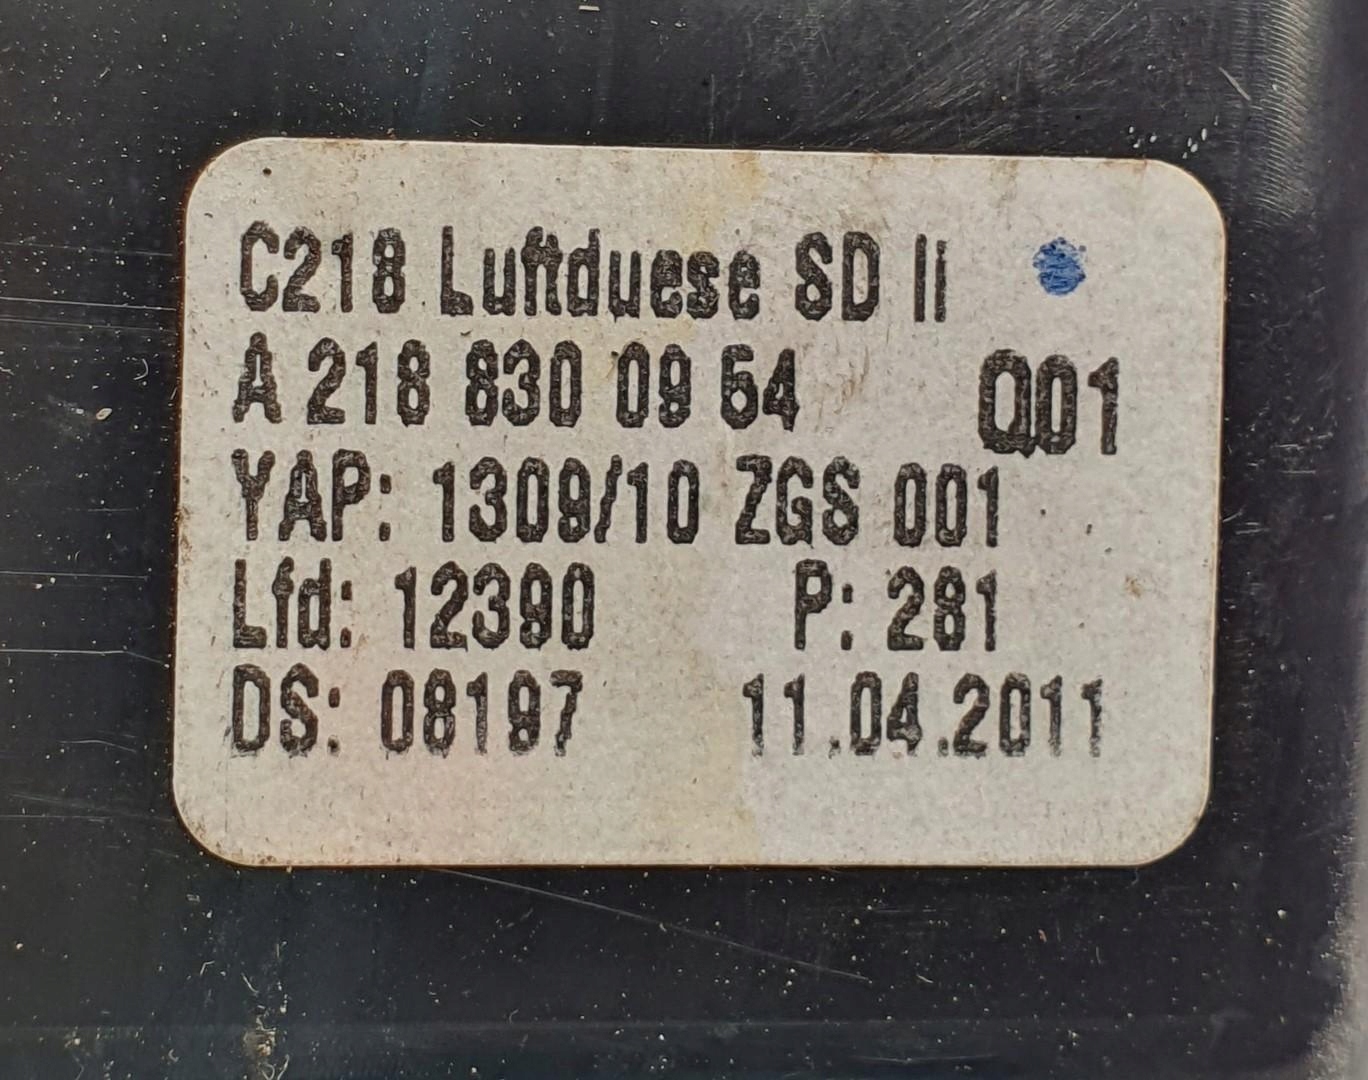 C218 Luftduese SD li
A 218 830 09 54 Q01
YAP: 1309/10 ZGS 001
Lfd: 12390 P: 281
DS: 08197 11.04.2011